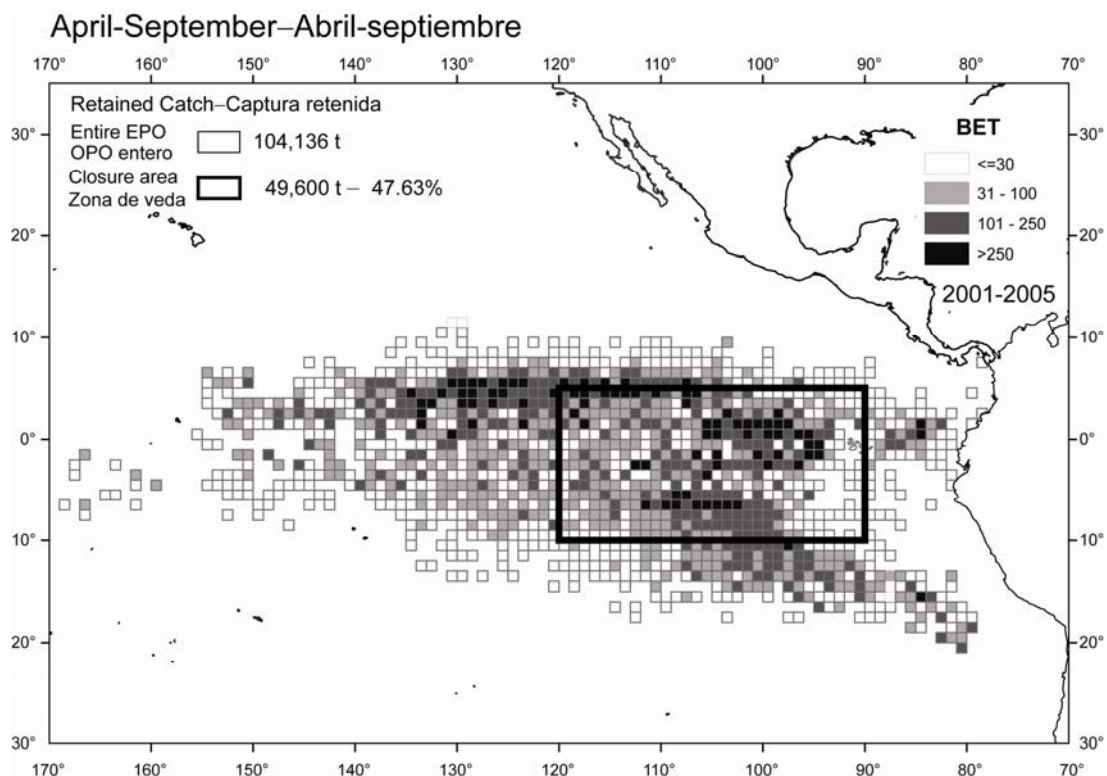 April-September–Abril-septiembre
170° 160° 150° 140° 130° 120° 110° 100° 90° 80° 70°
Retained Catch–Captura retenida
Entire EPO
OPO entero
104,136 t
Closure area
Zona de veda
49,600 t – 47.63%
BET
<=30
31 - 100
101 - 250
>250
2001-2005
30° 30°
20° 20°
10° 10°
0° 0°
10° 10°
20° 20°
30° 30°
170° 160° 150° 140° 130° 120° 110° 100° 90° 80° 70°